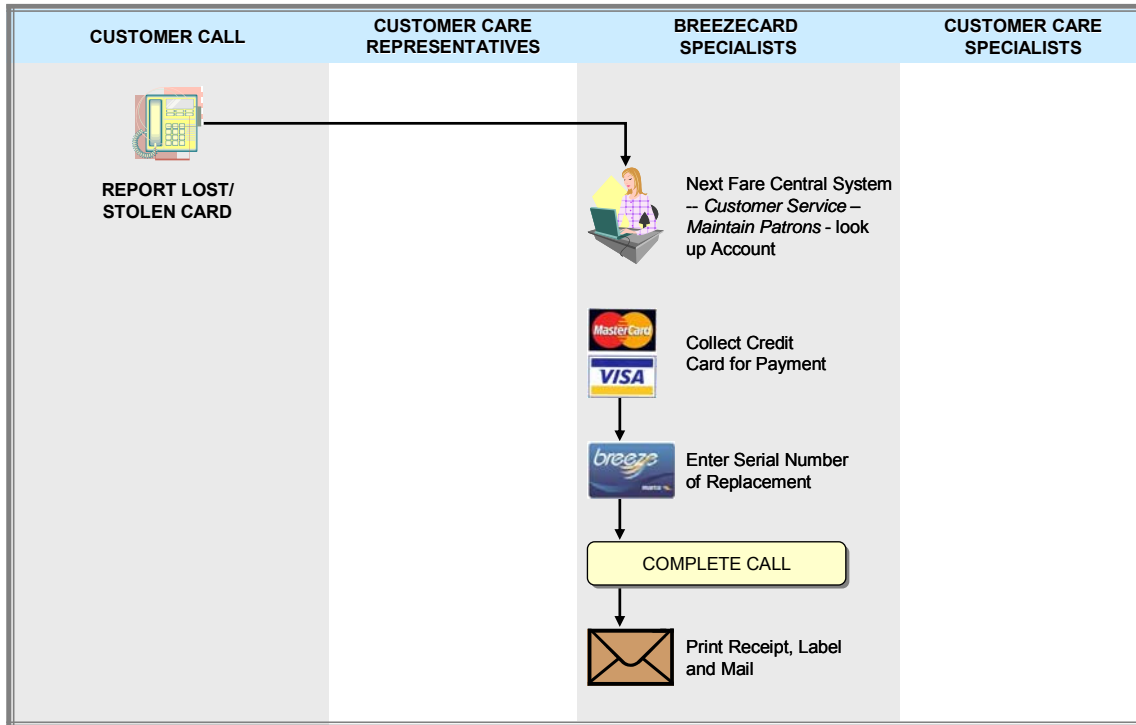 CUSTOMER CALL
CUSTOMER CARE
REPRESENTATIVES
BREEZECARD
SPECIALISTS
CUSTOMER CARE
SPECIALISTS
REPORT LOST/
STOLEN CARD
Next Fare Central System
-- Customer Service –
Maintain Patrons - look
up Account
MasterCard
VISA
Collect Credit
Card for Payment
breeze
marta
Enter Serial Number
of Replacement
COMPLETE CALL
Print Receipt, Label
and Mail